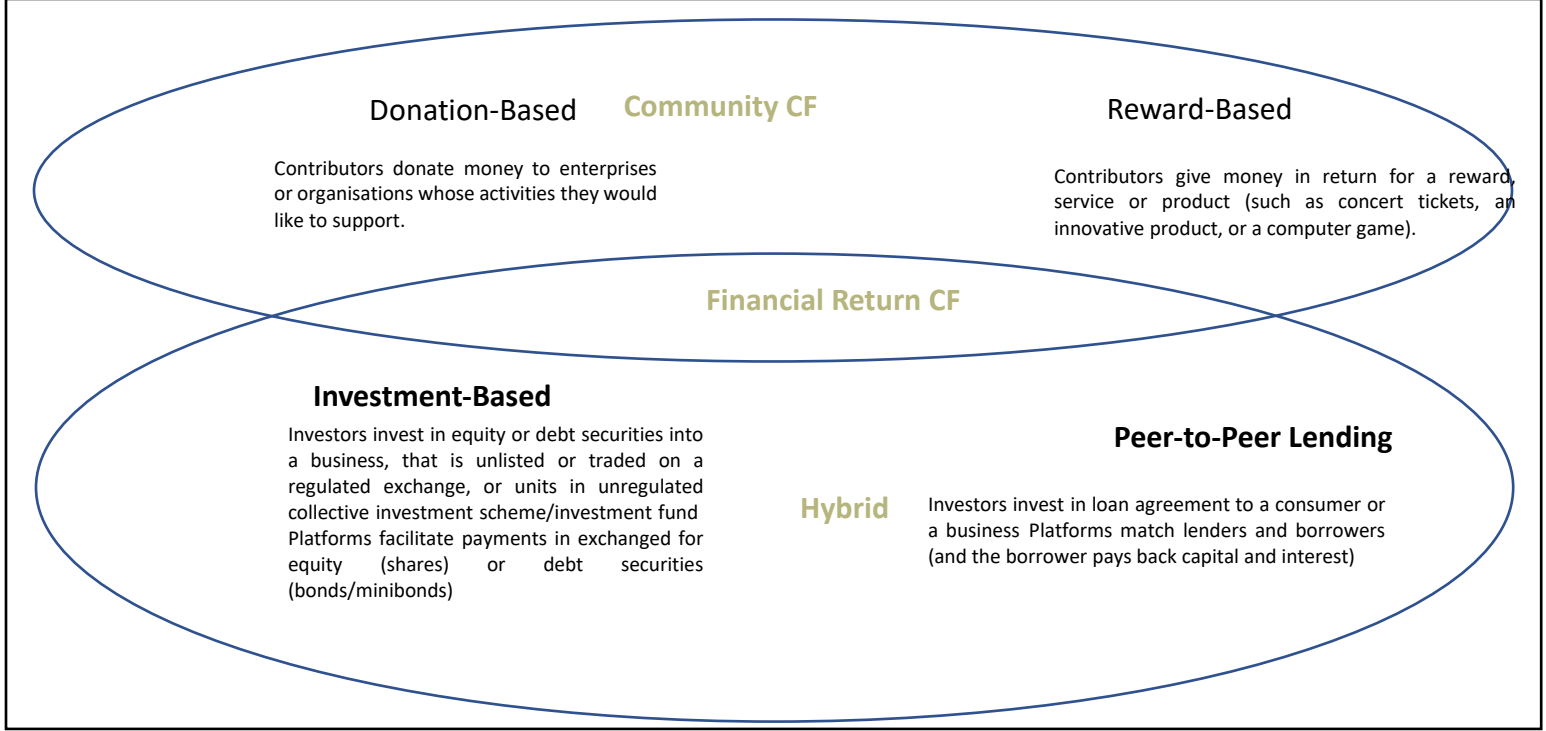 Donation-Based
Community CF
Reward-Based
Contributors donate money to enterprises
or organisations whose activities they would
like to support.
Contributors give money in return for a reward,
service or product (such as concert tickets, an
innovative product, or a computer game).
Financial Return CF
Investment-Based
Investors invest in equity or debt securities into
a business, that is unlisted or traded on a
regulated exchange, or units in unregulated
collective investment scheme/investment fund
Platforms facilitate payments in exchanged for
equity (shares) or debt securities
(bonds/minibonds)
Hybrid
Peer-to-Peer Lending
Investors invest in loan agreement to a consumer or
a business Platforms match lenders and borrowers
(and the borrower pays back capital and interest)